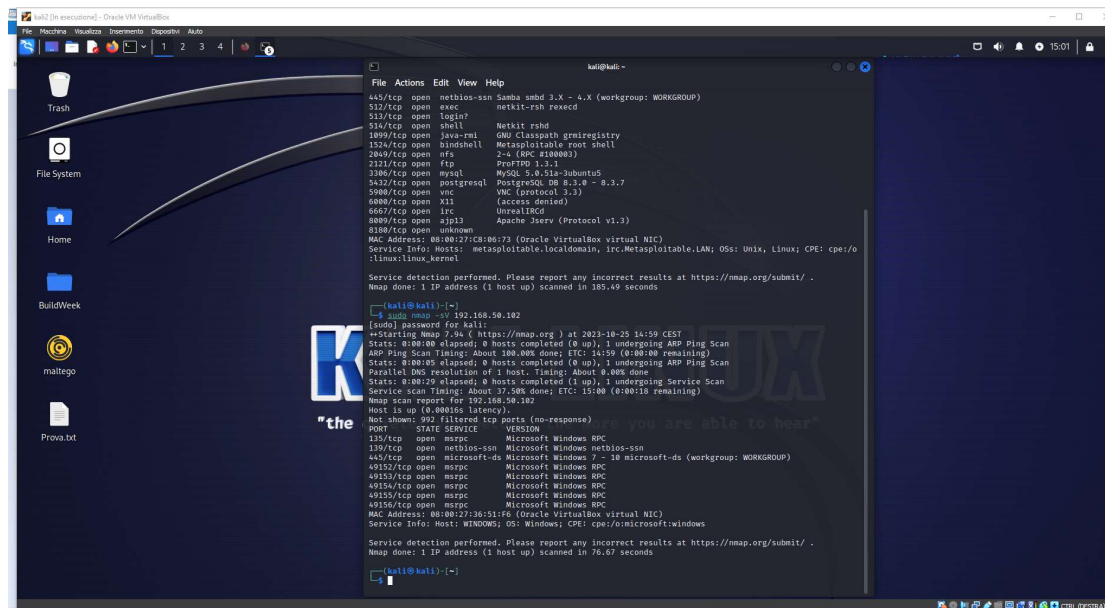 kali2 [In esecuzione] - Oracle VM VirtualBox
File Macchina Visualizza Inserimento Dispositivi Aiuto
1 2 3 4
5
15:01
kali@kali: ~
File Actions Edit View Help
Trash
File System
Home
BuildWeek
maltego
Prova.txt
445/tcp open netbios-ssn Samba smbd 3.X - 4.X (workgroup: WORKGROUP)
512/tcp open exec netkit-rsh rexecd
513/tcp open login?
514/tcp open shell Netkit rshd
1099/tcp open java-rmi GNU Classpath grmiregistry
1524/tcp open bindshell Metasploitable root shell
2049/tcp open nfs 2-4 (RPC #100003)
2121/tcp open ftp ProFTPD 1.3.1
3306/tcp open mysql MySQL 5.0.51a-3ubuntu5
5432/tcp open postgresql PostgreSQL DB 8.3.0 - 8.3.7
5900/tcp open vnc VNC (protocol 3.3)
6000/tcp open X11 (access denied)
6667/tcp open irc UnrealIRCd
8009/tcp open ajp13 Apache Jserv (Protocol v1.3)
8180/tcp open unknown
MAC Address: 08:00:27:C8:06:73 (Oracle VirtualBox virtual NIC)
Service Info: Hosts: metasploitable.localdomain, irc.Metasploitable.LAN; OSs: Unix, Linux; CPE: cpe:/o
:linux:linux_kernel
Service detection performed. Please report any incorrect results at https://nmap.org/submit/ .
Nmap done: 1 IP address (1 host up) scanned in 185.49 seconds
(kali@kali)-[~]
$ sudo nmap -sV 192.168.50.102
[sudo] password for kali:
++Starting Nmap 7.94 ( https://nmap.org ) at 2023-10-25 14:59 CEST
Stats: 0:00:00 elapsed; 0 hosts completed (0 up), 1 undergoing ARP Ping Scan
ARP Ping Scan Timing: About 100.00% done; ETC: 14:59 (0:00:00 remaining)
Stats: 0:00:05 elapsed; 0 hosts completed (0 up), 1 undergoing ARP Ping Scan
Parallel DNS resolution of 1 host. Timing: About 0.00% done
Stats: 0:00:29 elapsed; 0 hosts completed (1 up), 1 undergoing Service Scan
Service scan Timing: About 37.50% done; ETC: 15:00 (0:00:18 remaining)
Nmap scan report for 192.168.50.102
Host is up (0.00016s latency).
Not shown: 992 filtered tcp ports (no-response)
PORT STATE SERVICE VERSION
135/tcp open msrpc Microsoft Windows RPC
139/tcp open netbios-ssn Microsoft Windows netbios-ssn
445/tcp open microsoft-ds Microsoft Windows 7 - 10 microsoft-ds (workgroup: WORKGROUP)
49152/tcp open msrpc Microsoft Windows RPC
49153/tcp open msrpc Microsoft Windows RPC
49154/tcp open msrpc Microsoft Windows RPC
49155/tcp open msrpc Microsoft Windows RPC
49156/tcp open msrpc Microsoft Windows RPC
MAC Address: 08:00:27:36:51:F6 (Oracle VirtualBox virtual NIC)
Service Info: Host: WINDOWS; OS: Windows; CPE: cpe:/o:microsoft:windows
Service detection performed. Please report any incorrect results at https://nmap.org/submit/ .
Nmap done: 1 IP address (1 host up) scanned in 76.67 seconds
(kali@kali)-[~]
$
"the more you are able to hear"
CTRL (DESTRA)